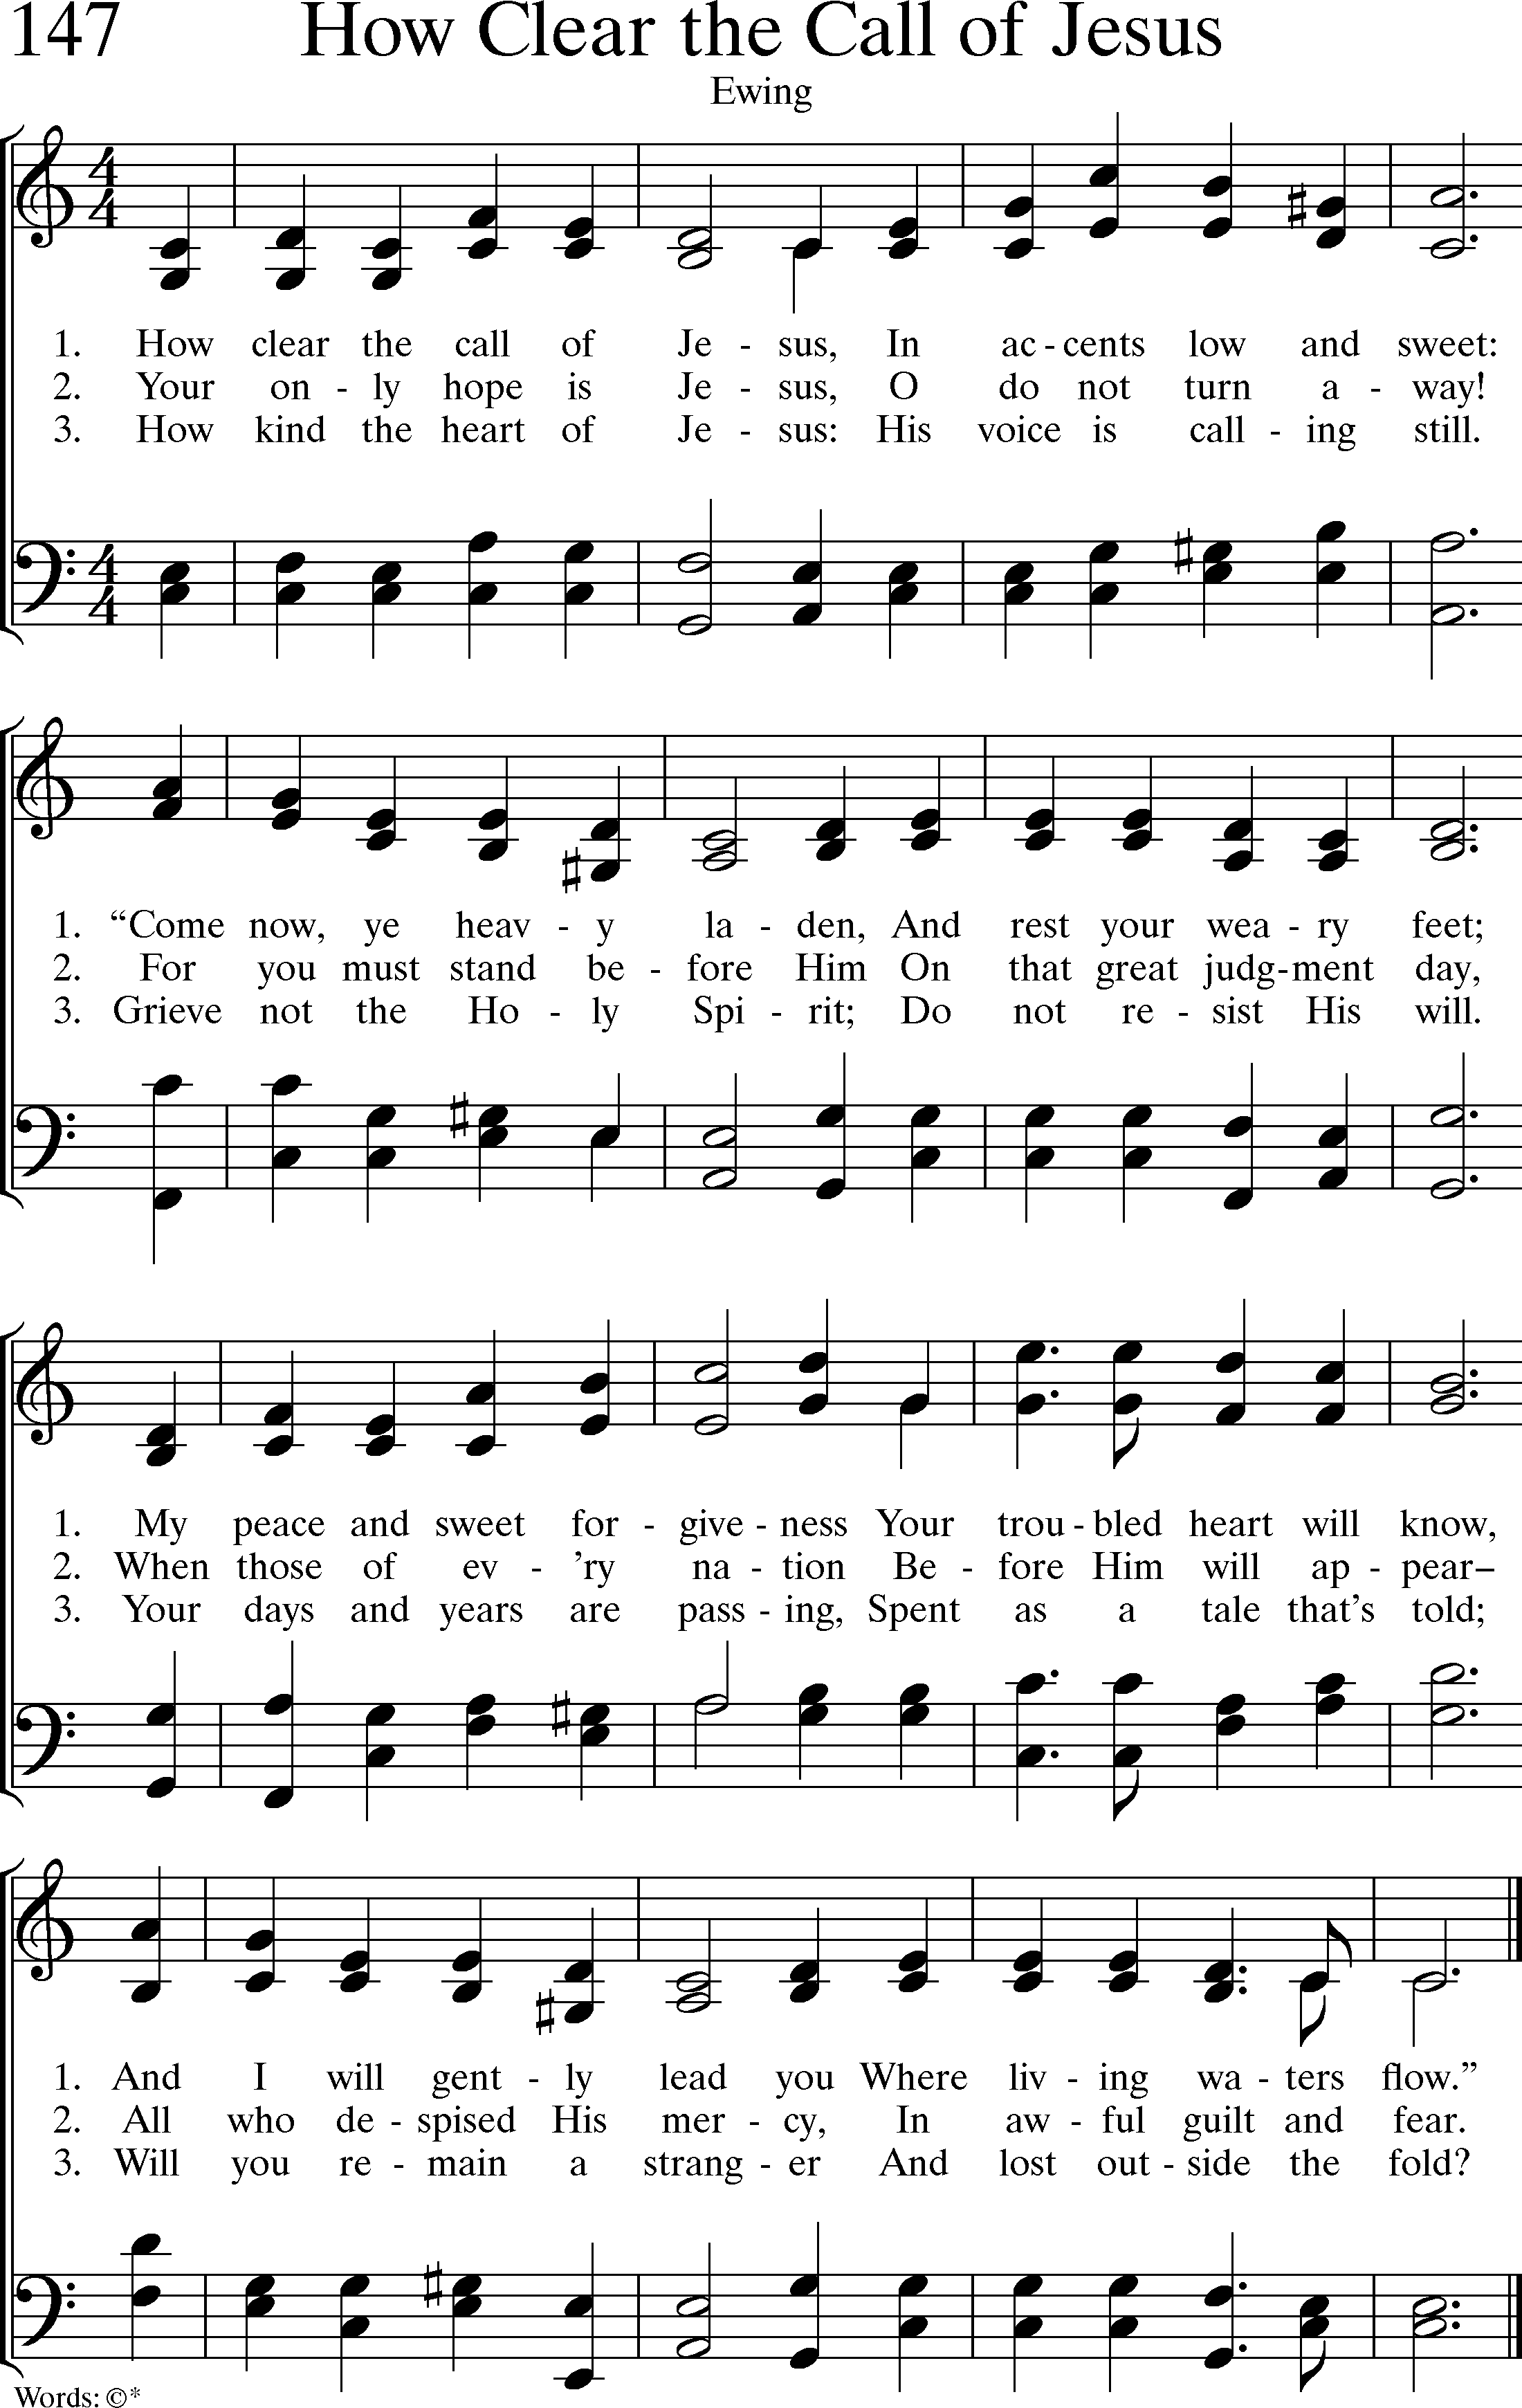 147 How Clear the Call of Jesus
Ewing
1. How clear the call of Je - sus, In ac - cents low and sweet:
2. Your on - ly hope is Je - sus, O do not turn a - way!
3. How kind the heart of Je - sus: His voice is call - ing still.
1. “Come now, ye heav - y la - den, And rest your wea - ry feet;
2. For you must stand be - fore Him On that great judg - ment day,
3. Grieve not the Ho - ly Spi - rit; Do not re - sist His will.
1. My peace and sweet for - give - ness Your trou - bled heart will know,
2. When those of ev - ’ry na - tion Be - fore Him will ap - pear–
3. Your days and years are pass - ing, Spent as a tale that’s told;
1. And I will gent - ly lead you Where liv - ing wa - ters flow.”
2. All who de - spised His mer - cy, In aw - ful guilt and fear.
3. Will you re - main a strang - er And lost out - side the fold?
Words: ©*